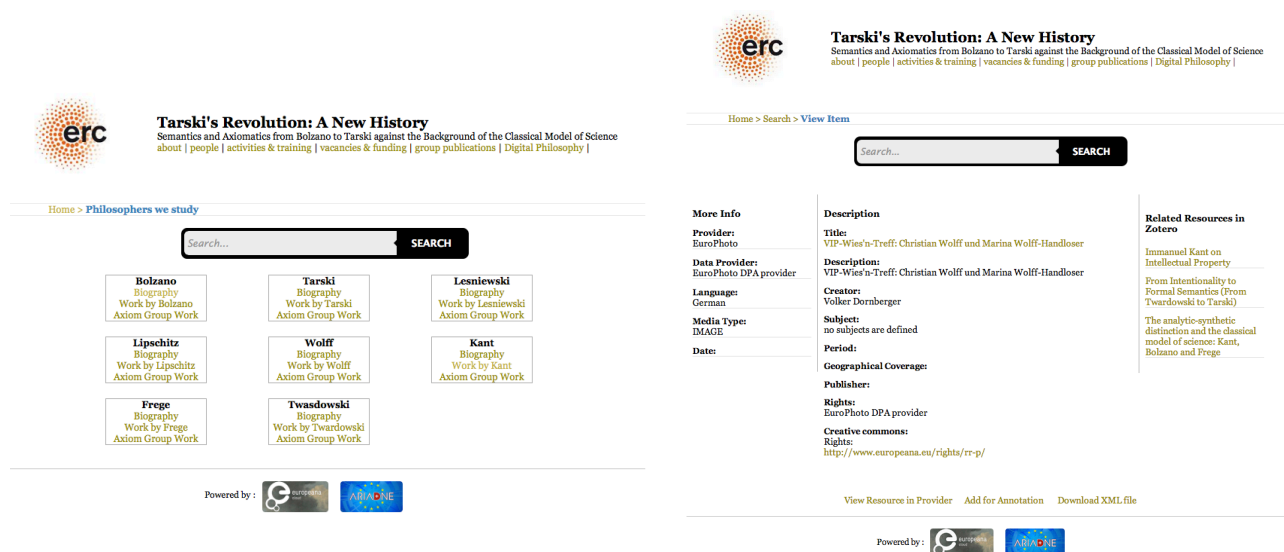 erc
Tarski's Revolution: A New History
Semantics and Axiomatics from Bolzano to Tarski against the Background of the Classical Model of Science
about | people | activities & training | vacancies & funding | group publications | Digital Philosophy |
Home > Philosophers we study
Search...
SEARCH
Bolzano
Biography
Work by Bolzano
Axiom Group Work
Tarski
Biography
Work by Tarski
Axiom Group Work
Lesniewski
Biography
Work by Lesniewski
Axiom Group Work
Lipschitz
Biography
Work by Lipschitz
Axiom Group Work
Wolff
Biography
Work by Wolff
Axiom Group Work
Kant
Biography
Work by Kant
Axiom Group Work
Frege
Biography
Work by Frege
Axiom Group Work
Twasdowski
Biography
Work by Twardowski
Axiom Group Work
Powered by :
europeana
ARIADNE
erc
Tarski's Revolution: A New History
Semantics and Axiomatics from Bolzano to Tarski against the Background of the Classical Model of Science
about | people | activities & training | vacancies & funding | group publications | Digital Philosophy |
Home > Search > View Item
Search...
SEARCH
More Info
Provider:
EuroPhoto
Data Provider:
EuroPhoto DPA provider
Language:
German
Media Type:
IMAGE
Date:
Description
Title:
VIP-Wies'n-Treff: Christian Wolff und Marina Wolff-Handloser
Description:
VIP-Wies'n-Treff: Christian Wolff und Marina Wolff-Handloser
Creator:
Volker Dornberger
Subject:
no subjects are defined
Period:
Geographical Coverage:
Publisher:
Rights:
EuroPhoto DPA provider
Creative commons:
Rights:
http://www.europeana.eu/rights/rr-p/
Related Resources in
Zotero
Immanuel Kant on
Intellectual Property
From Intentionality to
Formal Semantics (From
Twardowski to Tarski)
The analytic-synthetic
distinction and the classical
model of science: Kant,
Bolzano and Frege
View Resource in Provider Add for Annotation Download XML file
Powered by :
europeana
ARIADNE